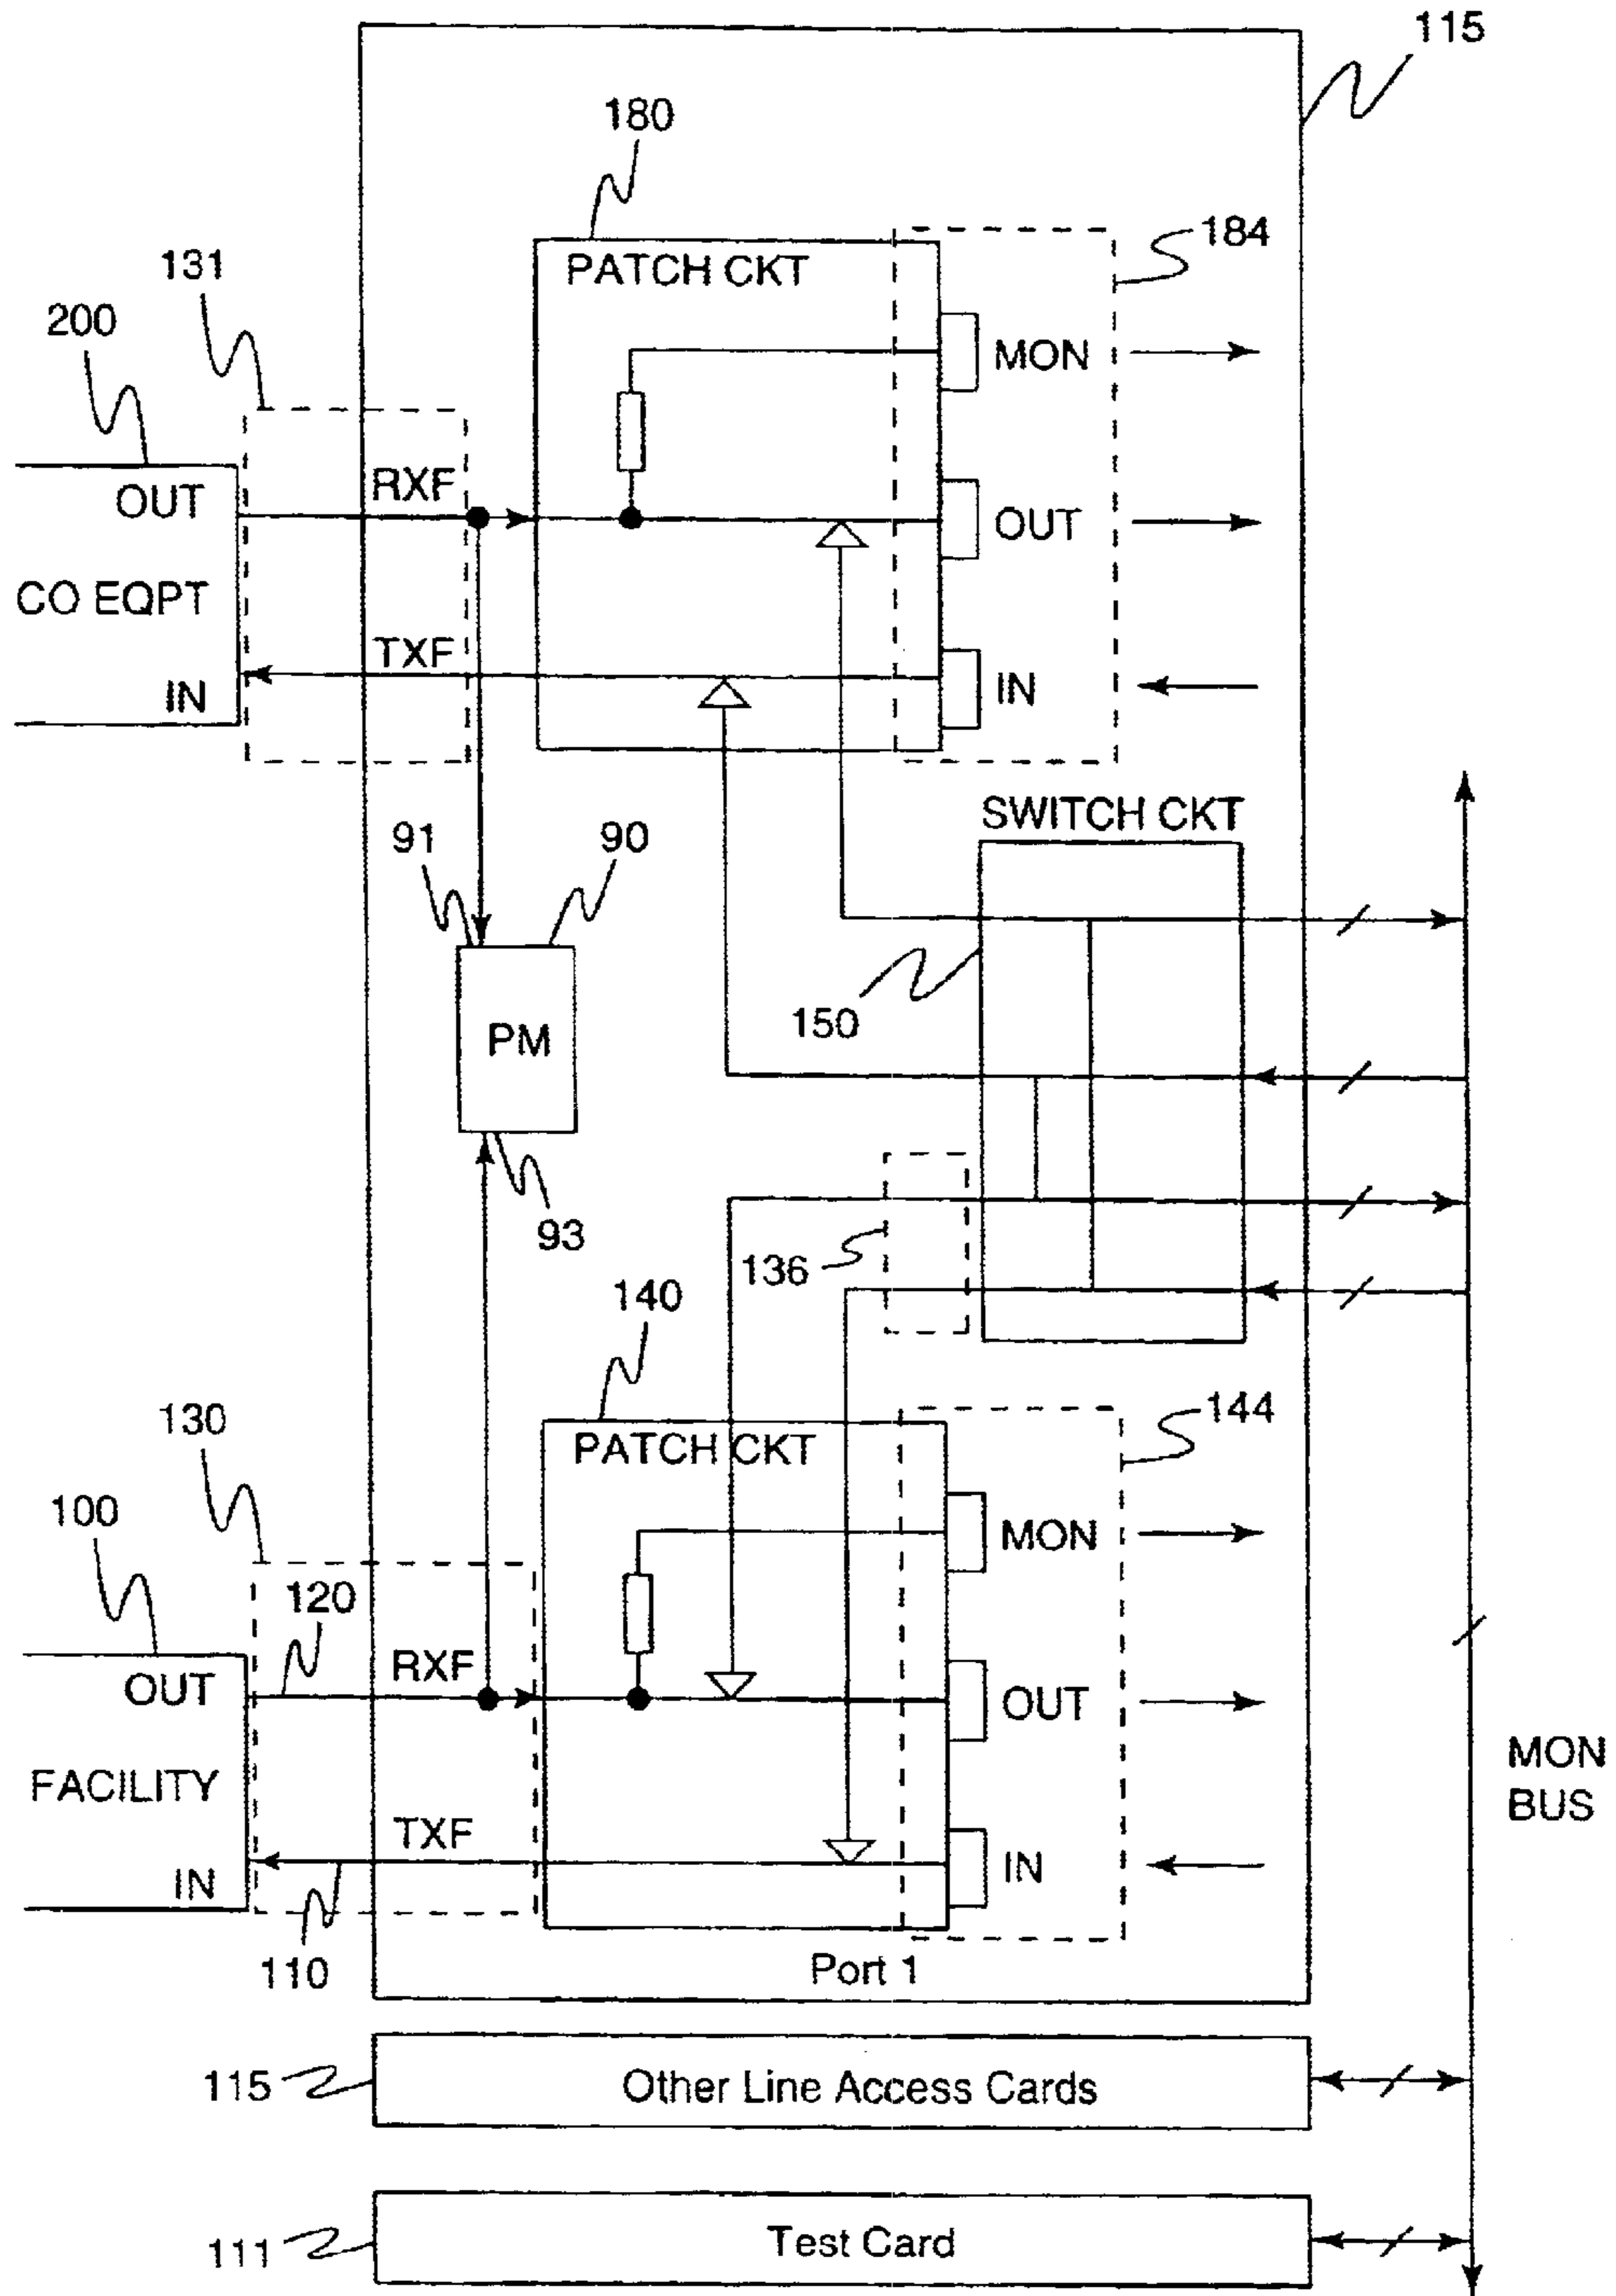 115
180
184
131
PATCH CKT
200
MON
OUT
RXF
OUT
CO EQPT
TXF
IN
IN
SWITCH CKT
91
90
150
PM
93
136
140
144
130
PATCH CKT
100
MON
120
RXF
OUT
OUT
MON
BUS
FACILITY
TXF
IN
IN
110
Port 1
115
Other Line Access Cards
111
Test Card